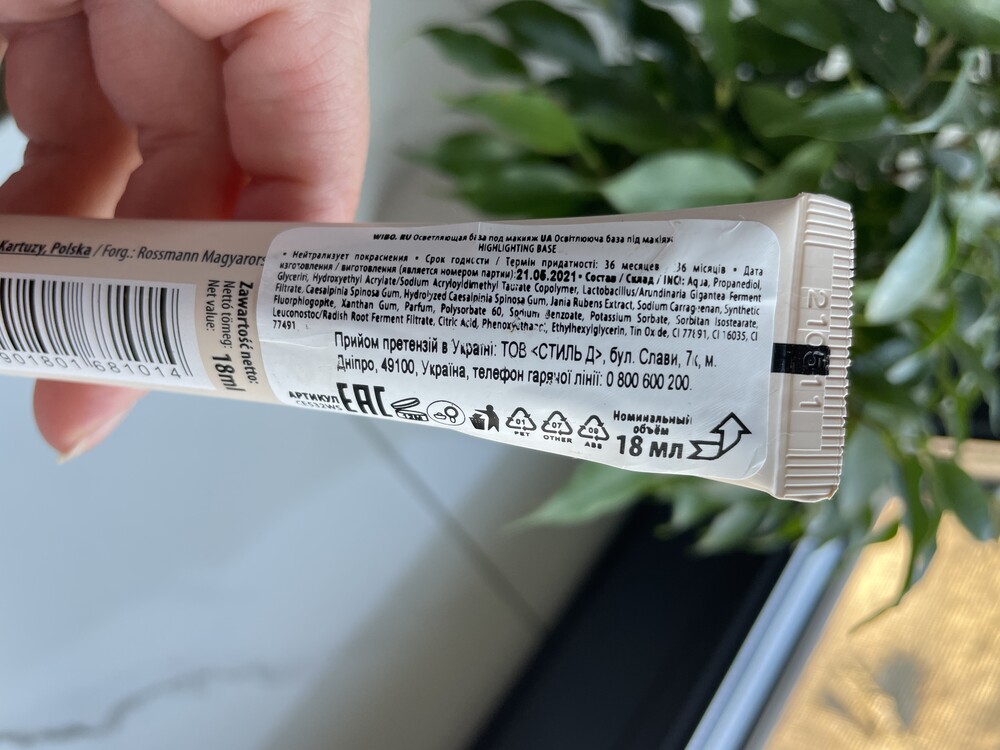 Kartuzy, Polska / Forg.: Rossmann Magyarors
901801 681014
Zawartość netto:
Nettó tömeg:
Net value:
18ml
WIBO. RU Осветляющая база под макияж UA Освітлююча база під макіяж
HIGHLIGHTING BASE
• Нейтрализует покраснения • Срок годности / Термін придатності: 36 месяцев 36 місяців • Дата
изготовления / виготовлення (является номером партии): 21.05.2021 • Состав / Склад / INCI: Aqua, Propanediol,
Glycerin, Hydroxyethyl Acrylate/Sodium Acryloyldimethyl Taurate Copolymer, Lactobacillus/Arundinaria Gigantea Ferment
Filtrate, Caesalpinia Spinosa Gum, Hydrolyzed Caesalpinia Spinosa Gum, Jania Rubens Extract, Sodium Carrageenan, Synthetic
Fluorphlogopite, Xanthan Gum, Parfum, Polysorbate 60, Sodium Benzoate, Potassium Sorbate, Sorbitan Isostearate,
Leuconostoc/Radish Root Ferment Filtrate, Citric Acid, Phenoxyethanol, Ethylhexylglycerin, Tin Oxide, CI 77891, CI 16035, CI
77491
Прийом претензій в Україні: ТОВ <СТИЛЬ Д>, бул. Слави, м.
Дніпро, 49100, Україна, телефон гарячої лінії: 0 800 600 200.
АРТИКУЛ
EAC
01
PET
07
OTHER
09
ABS
Номинальный
объём
18 мл